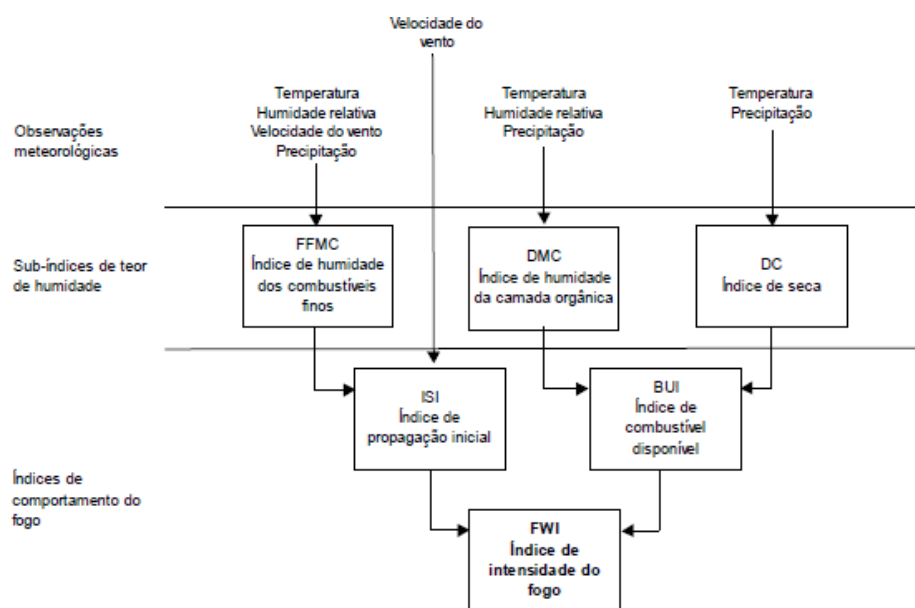 Velocidade do
vento
Temperatura
Humidade relativa
Velocidade do vento
Precipitação
Temperatura
Humidade relativa
Precipitação
Temperatura
Precipitação
Observações
meteorológicas
Sub-índices de teor
de humidade
FFMC
Índice de humidade
dos combustíveis
finos
DMC
Índice de humidade
da camada orgânica
DC
Índice de seca
Índices de
comportamento do
fogo
ISI
Índice de
propagação inicial
BUI
Índice de
combustível
disponível
FWI
Índice de
intensidade do
fogo